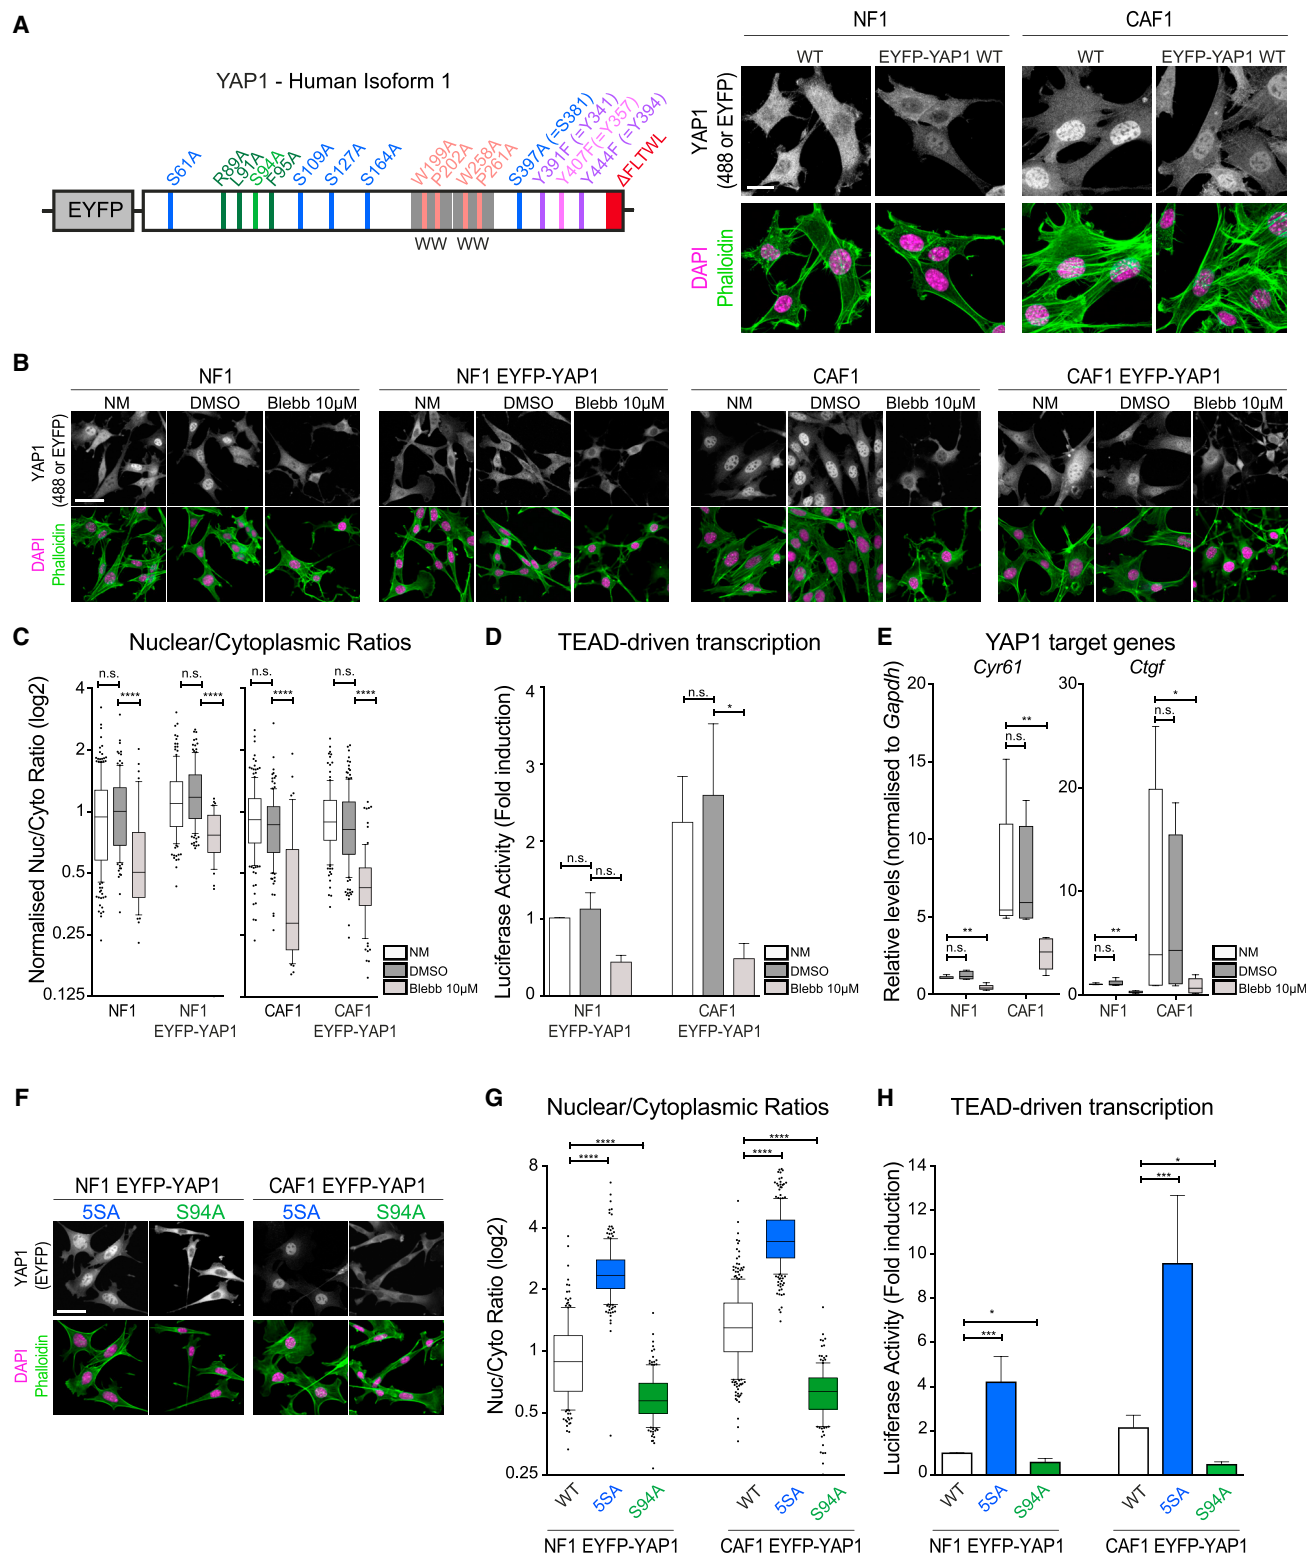 A
YAP1 - Human Isoform 1
S61A
R89A
L91A
S94A
F95A
S109A
S127A
S164A
W199A
P202A
W258A
P261A
S397A (=S381)
Y391F (=Y341)
Y407F(=Y357)
Y444F (=Y394)
ΔFLTWL
EYFP
WW WW
NF1 CAF1
WT EYFP-YAP1 WT WT EYFP-YAP1 WT
YAP1
(488 or EYFP)
DAPI
Phalloidin
B
NF1 NF1 EYFP-YAP1 CAF1 CAF1 EYFP-YAP1
NM DMSO Blebb 10µM NM DMSO Blebb 10µM NM DMSO Blebb 10µM NM DMSO Blebb 10µM
YAP1
(488 or EYFP)
DAPI
Phalloidin
C
Nuclear/Cytoplasmic Ratios
Normalised Nuc/Cyto Ratio (log2)
4
2
1
0.5
0.25
0.125
n.s. **** n.s. **** n.s. **** n.s. ****
NF1 NF1 EYFP-YAP1 CAF1 CAF1 EYFP-YAP1
NM
DMSO
Blebb 10µM
D
TEAD-driven transcription
Luciferase Activity (Fold induction)
4
3
2
1
0
n.s. n.s. n.s. *
NF1 EYFP-YAP1 CAF1 EYFP-YAP1
NM
DMSO
Blebb 10µM
E
YAP1 target genes
Cyr61 Ctgf
Relative levels (normalised to Gapdh)
20
15
10
5
0
n.s. ** n.s. **
NF1 CAF1
30
20
10
0
n.s. ** n.s. *
NF1 CAF1
NM
DMSO
Blebb 10µM
F
NF1 EYFP-YAP1 CAF1 EYFP-YAP1
5SA S94A 5SA S94A
YAP1
(EYFP)
DAPI
Phalloidin
G
Nuclear/Cytoplasmic Ratios
Nuc/Cyto Ratio (log2)
8
4
2
1
0.5
0.25
**** **** **** ****
WT 5SA S94A WT 5SA S94A
NF1 EYFP-YAP1 CAF1 EYFP-YAP1
H
TEAD-driven transcription
Luciferase Activity (Fold induction)
14
12
10
8
6
4
2
0
* *** * ***
WT 5SA S94A WT 5SA S94A
NF1 EYFP-YAP1 CAF1 EYFP-YAP1